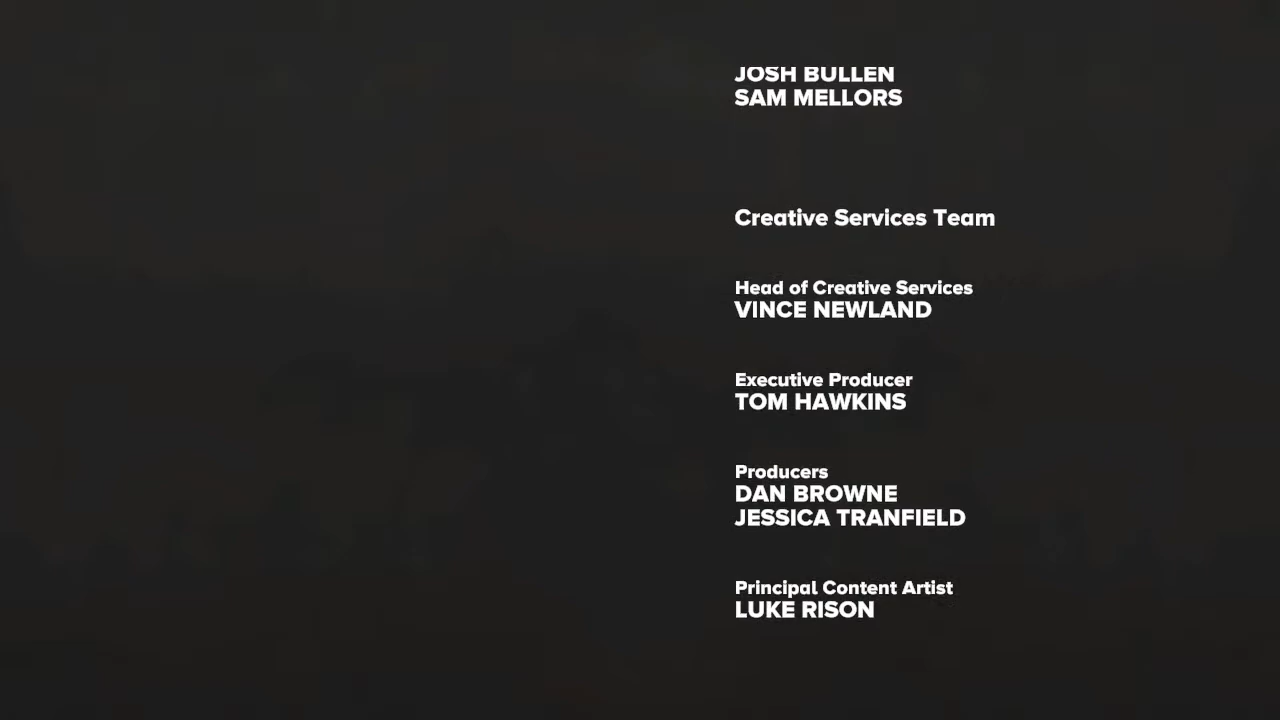 JOSH BULLEN
SAM MELLORS
Creative Services Team
Head of Creative Services
VINCE NEWLAND
Executive Producer
TOM HAWKINS
Producers
DAN BROWNE
JESSICA TRANFIELD
Principal Content Artist
LUKE RISON